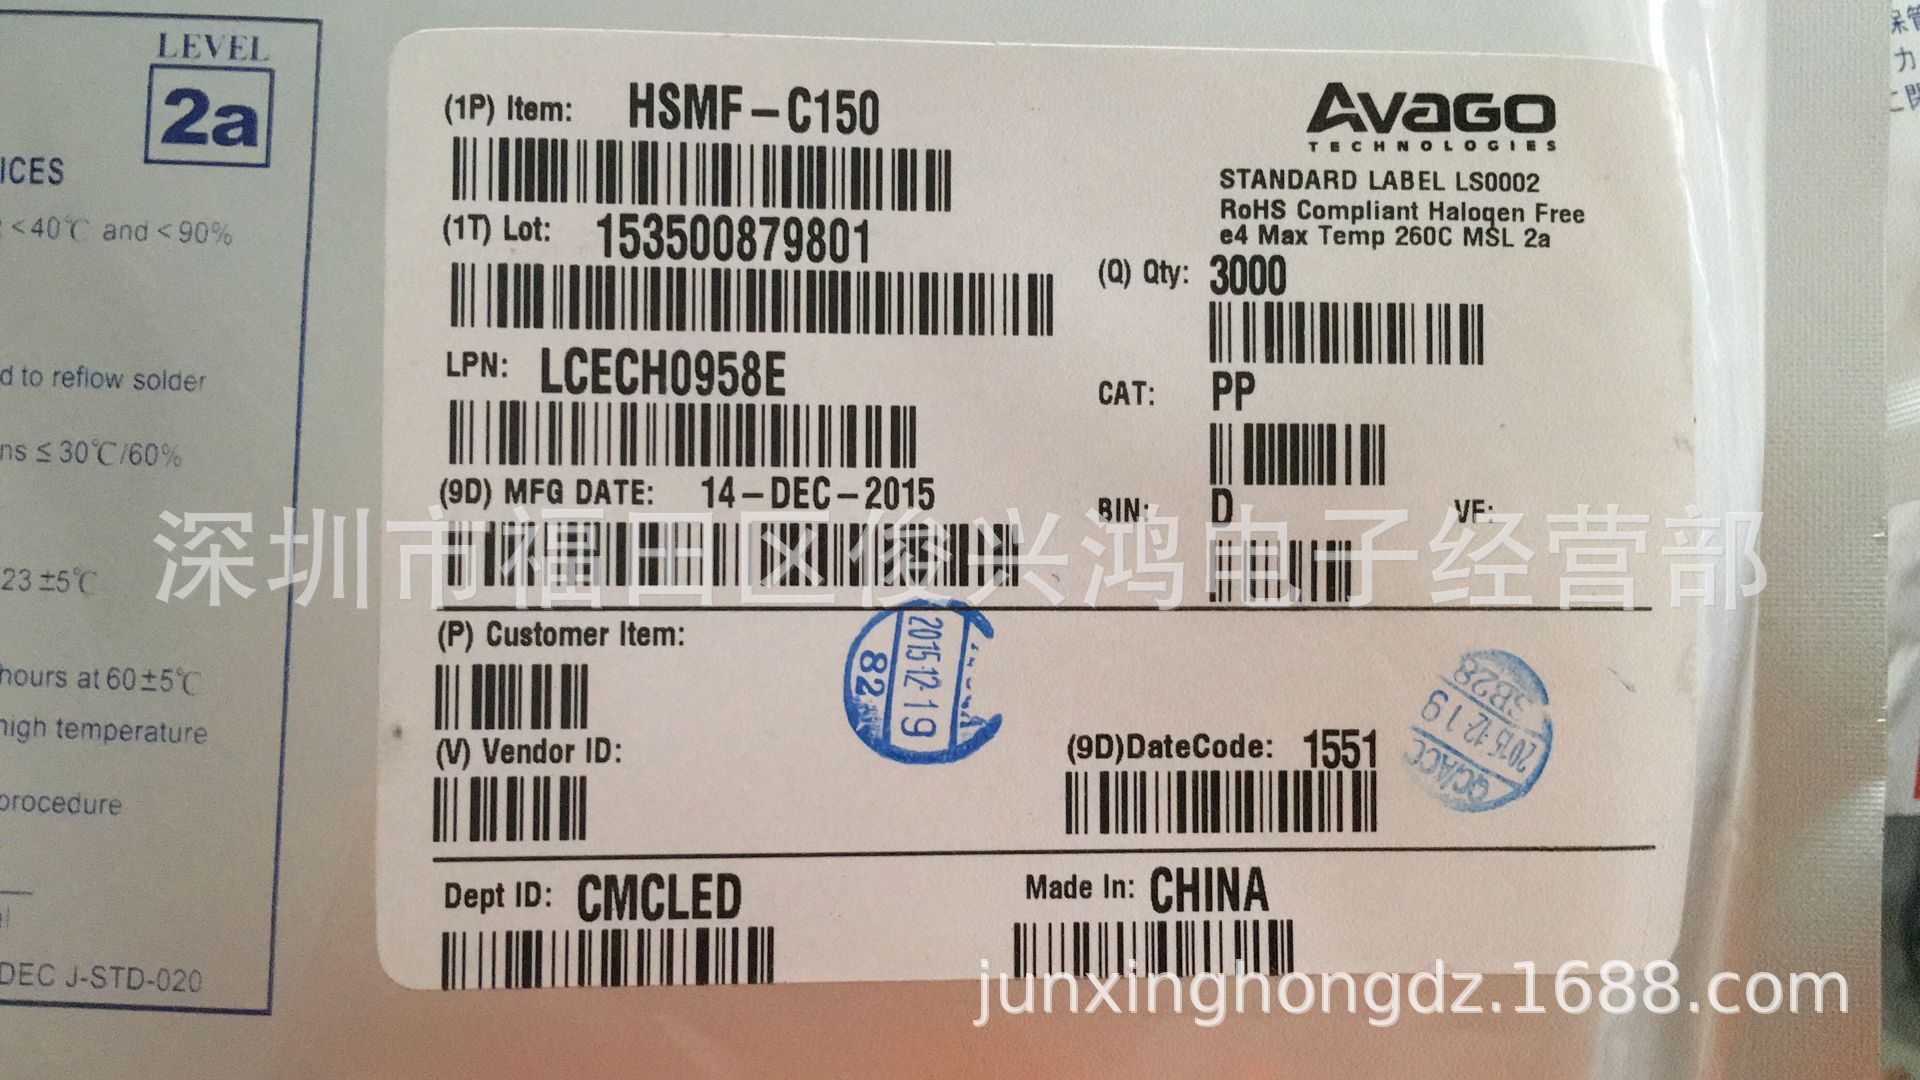 LEVEL
2a
ICES
<40℃ and <90%
d to reflow solder
ns ≤30℃/60%
23±5℃
hours at 60±5℃
high temperature
procedure
DEC J-STD-020
(1P) Item: HSMF-C150
(1T) Lot: 153500879801
LPN: LCECH0958E
(9D) MFG DATE: 14-DEC-2015
AVAGO
TECHNOLOGIES
STANDARD LABEL LS0002
RoHS Compliant Halogen Free
e4 Max Temp 260C MSL 2a
(Q) Qty: 3000
CAT: PP
BIN: D VF:
深圳市福田区俊兴鸿电子经营部
(P) Customer Item:
(V) Vendor ID:
2015.12.19
82
(9D)DateCode: 1551
SB28
2015.12.19
QC/ACC
Dept ID: CMCLED
Made In: CHINA
junxinghongdz.1688.com
保管
力